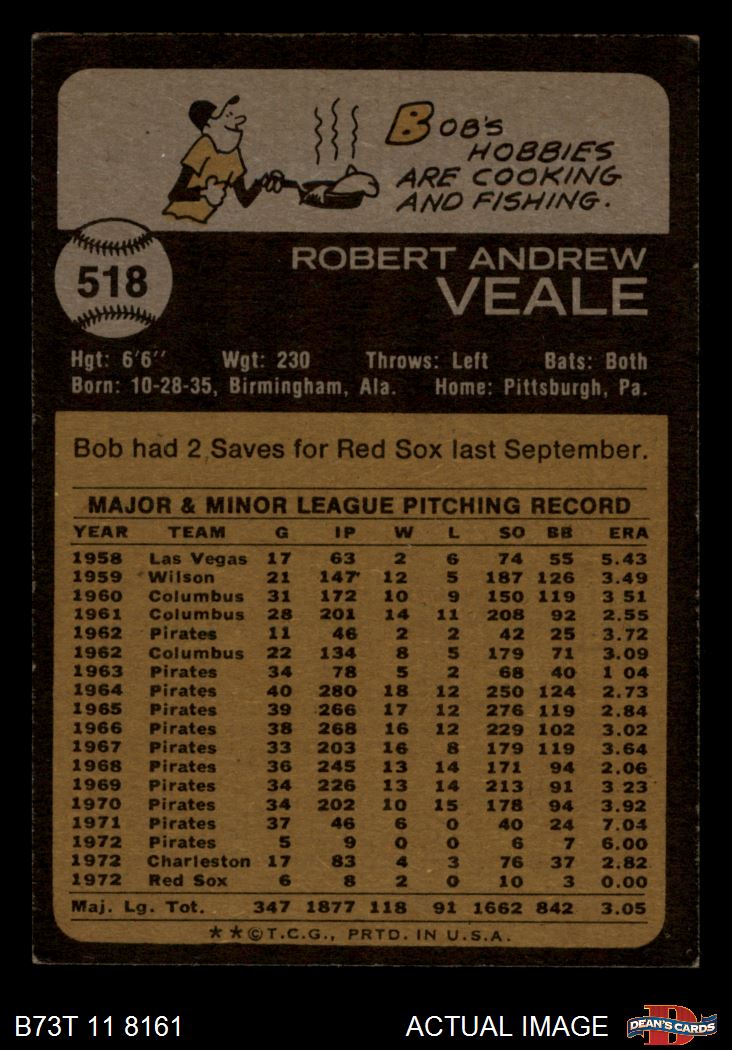 BOB'S
HOBBIES
ARE COOKING
AND FISHING.
518
ROBERT ANDREW
VEALE
Hgt: 6'6" Wgt: 230 Throws: Left Bats: Both
Born: 10-28-35, Birmingham, Ala. Home: Pittsburgh, Pa.
Bob had 2 Saves for Red Sox last September.
MAJOR & MINOR LEAGUE PITCHING RECORD
YEAR TEAM G IP W L SO BB ERA
1958 Las Vegas 17 63 2 6 74 55 5.43
1959 Wilson 21 147 12 5 187 126 3.49
1960 Columbus 31 172 10 9 150 119 3 51
1961 Columbus 28 201 14 11 208 92 2.55
1962 Pirates 11 46 2 2 42 25 3.72
1962 Columbus 22 134 8 5 179 71 3.09
1963 Pirates 34 78 5 2 68 40 1 04
1964 Pirates 40 280 18 12 250 124 2.73
1965 Pirates 39 266 17 12 276 119 2.84
1966 Pirates 38 268 16 12 229 102 3.02
1967 Pirates 33 203 16 8 179 119 3.64
1968 Pirates 36 245 13 14 171 94 2.06
1969 Pirates 34 226 13 14 213 91 3 23
1970 Pirates 34 202 10 15 178 94 3.92
1971 Pirates 37 46 6 0 40 24 7.04
1972 Pirates 5 9 0 0 6 7 6.00
1972 Charleston 17 83 4 3 76 37 2.82
1972 Red Sox 6 8 2 0 10 3 0.00
Maj. Lg. Tot. 347 1877 118 91 1662 842 3.05
★ ★ © T.C.G., PRTD. IN U.S.A.
B73T 11 8161 ACTUAL IMAGE
DEAN'S CARDS